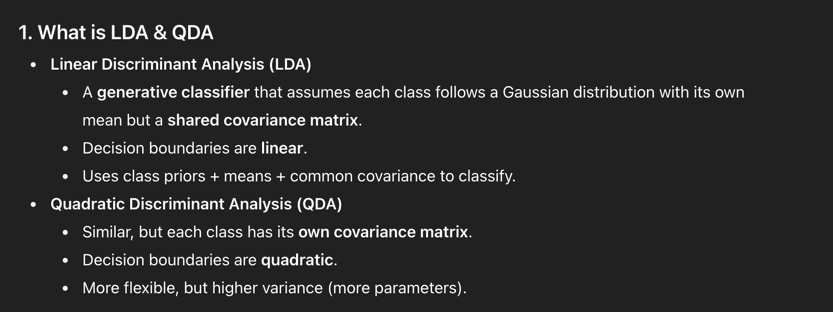 1. What is LDA & QDA
• Linear Discriminant Analysis (LDA)
• A generative classifier that assumes each class follows a Gaussian distribution with its own
mean but a shared covariance matrix.
• Decision boundaries are linear.
• Uses class priors + means + common covariance to classify.
• Quadratic Discriminant Analysis (QDA)
• Similar, but each class has its own covariance matrix.
• Decision boundaries are quadratic.
• More flexible, but higher variance (more parameters).